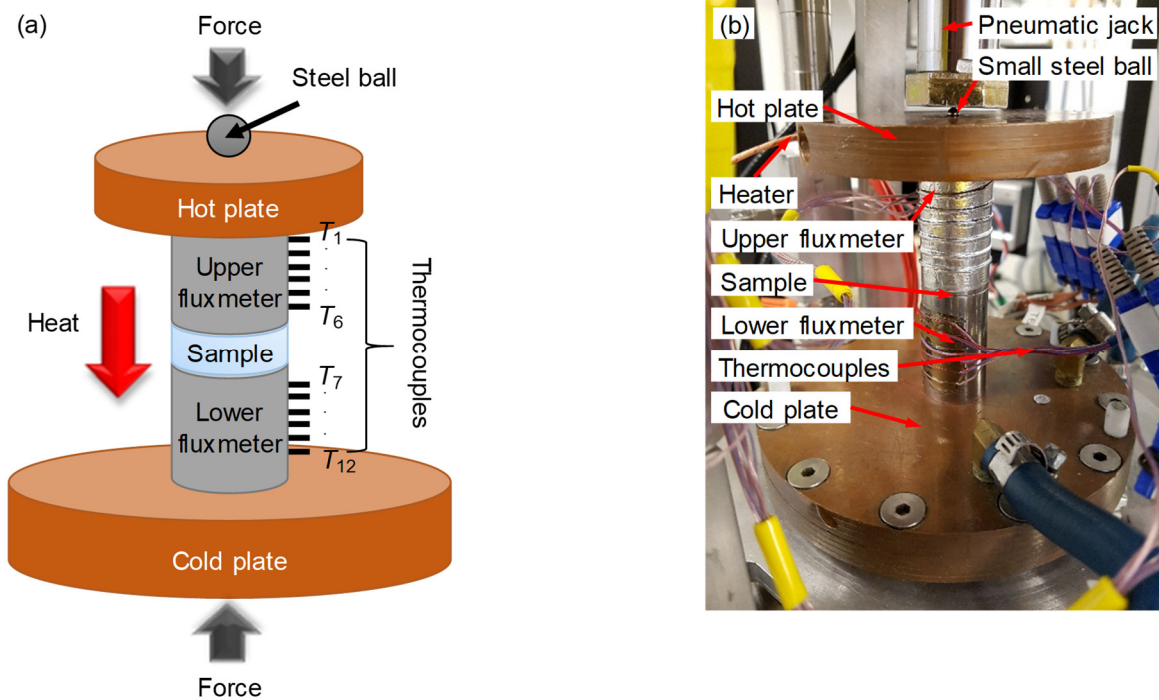 (a)
Force
Steel ball
Hot plate
T1
Upper
fluxmeter
T6
Heat
Sample
Thermocouples
T7
Lower
fluxmeter
T12
Cold plate
Force
(b)
Pneumatic jack
Small steel ball
Hot plate
Heater
Upper fluxmeter
Sample
Lower fluxmeter
Thermocouples
Cold plate